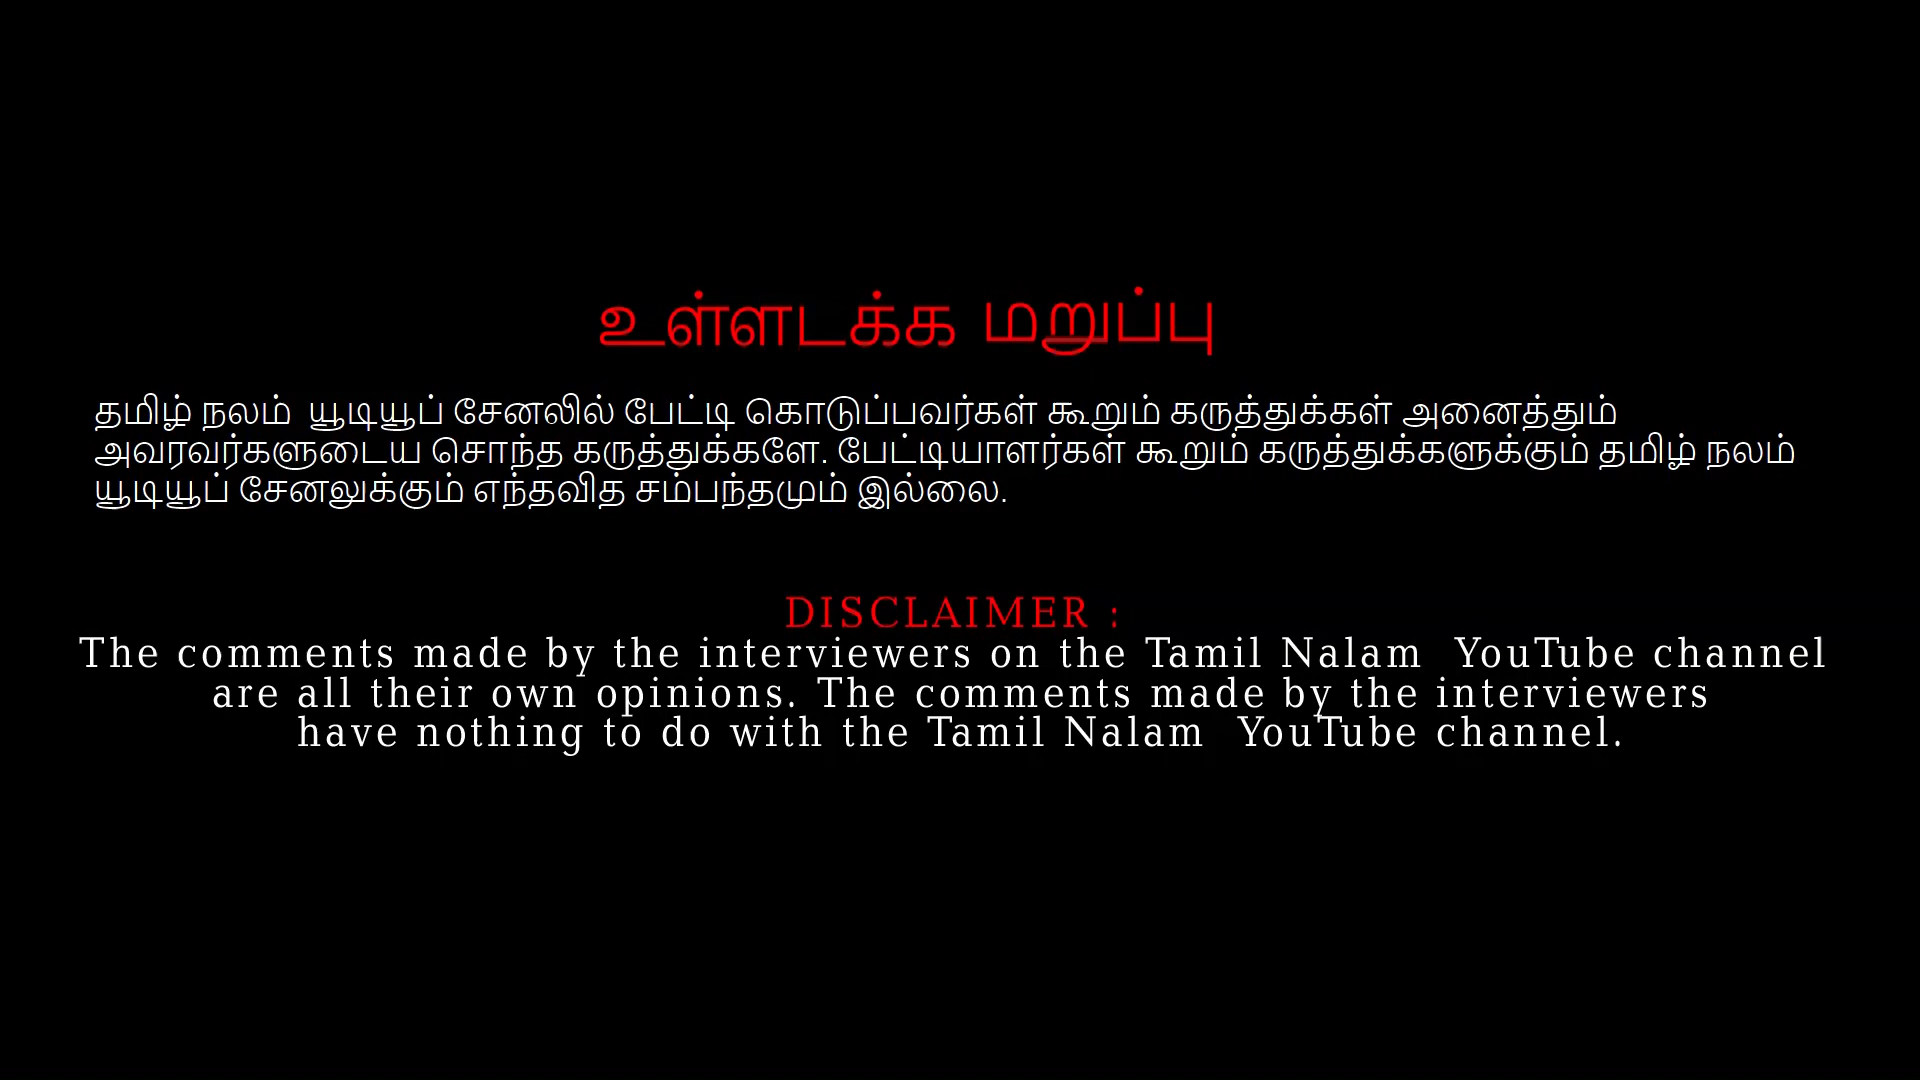 உள்ளடக்க மறுப்பு
தமிழ் நலம் யூடியூப் சேனலில் பேட்டி கொடுப்பவர்கள் கூறும் கருத்துக்கள் அனைத்தும்
அவரவர்களுடைய சொந்த கருத்துக்களே. பேட்டியாளர்கள் கூறும் கருத்துக்களுக்கும் தமிழ் நலம்
யூடியூப் சேனலுக்கும் எந்தவித சம்பந்தமும் இல்லை.
DISCLAIMER :
The comments made by the interviewers on the Tamil Nalam YouTube channel
are all their own opinions. The comments made by the interviewers
have nothing to do with the Tamil Nalam YouTube channel.